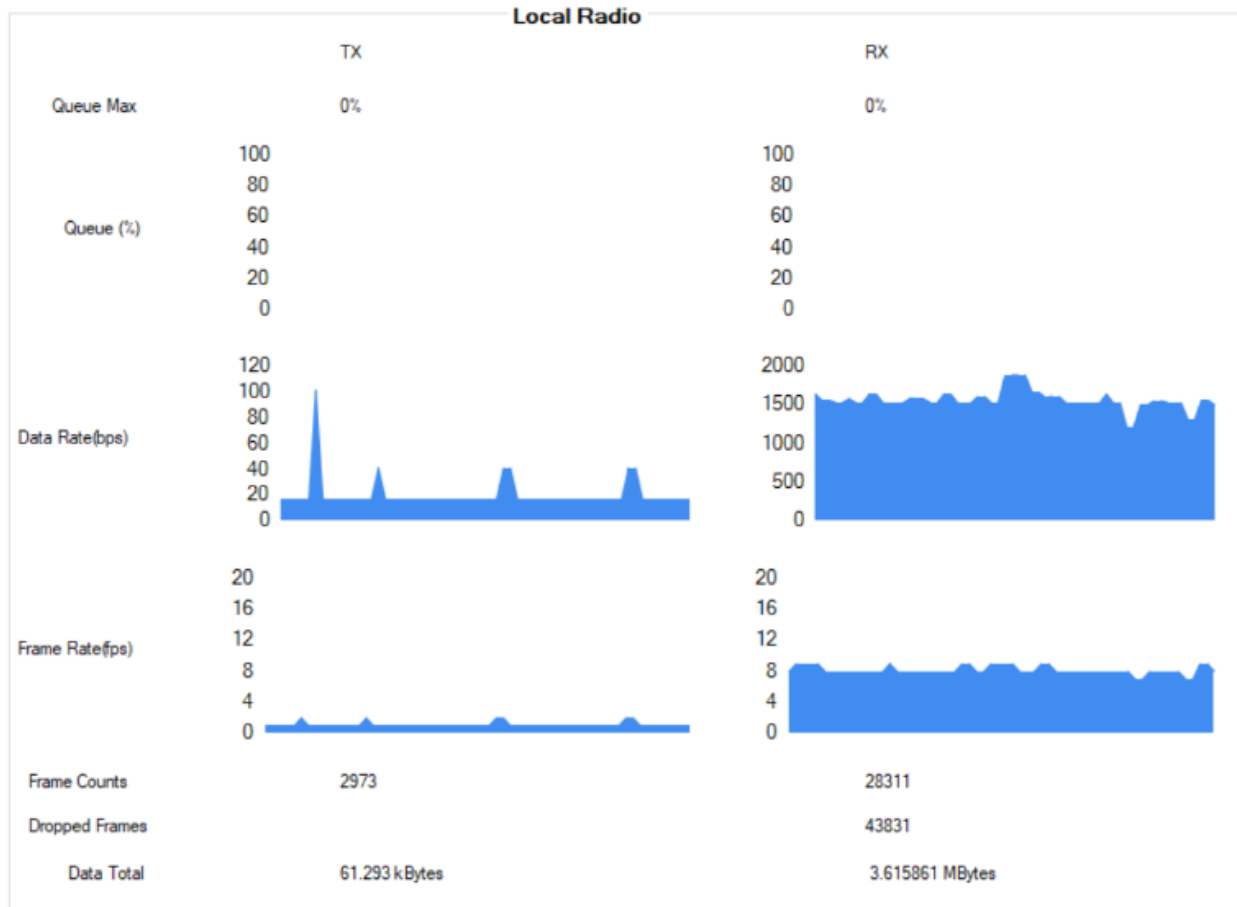 Local Radio
TX RX
Queue Max 0% 0%
Queue (%)
100 100
80 80
60 60
40 40
20 20
0 0
Data Rate(bps)
120 2000
100 1500
80 1000
60 500
40 0
20
0
Frame Rate(fps)
20 20
16 16
12 12
8 8
4 4
0 0
Frame Counts 2973 28311
Dropped Frames 43831
Data Total 61.293 kBytes 3.615861 MBytes